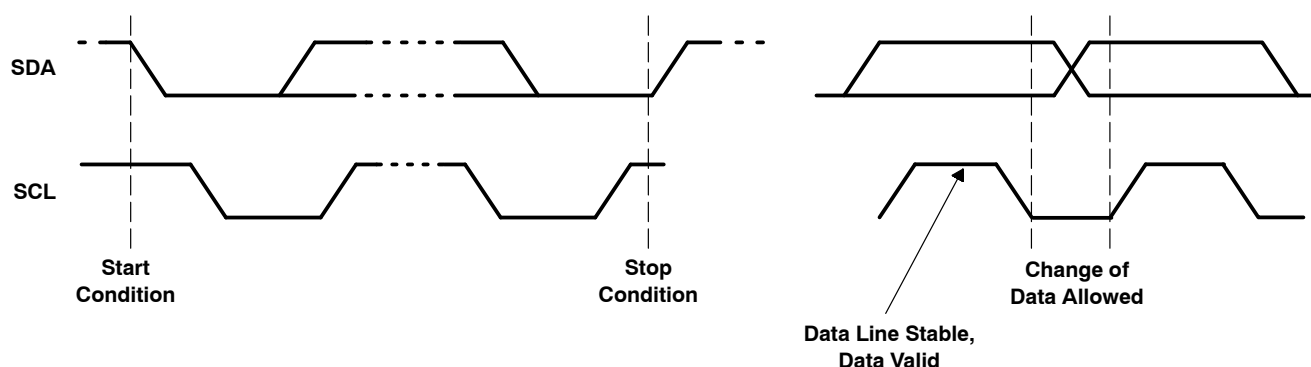 SDA
SCL
Start
Condition
Stop
Condition
Change of
Data Allowed
Data Line Stable,
Data Valid